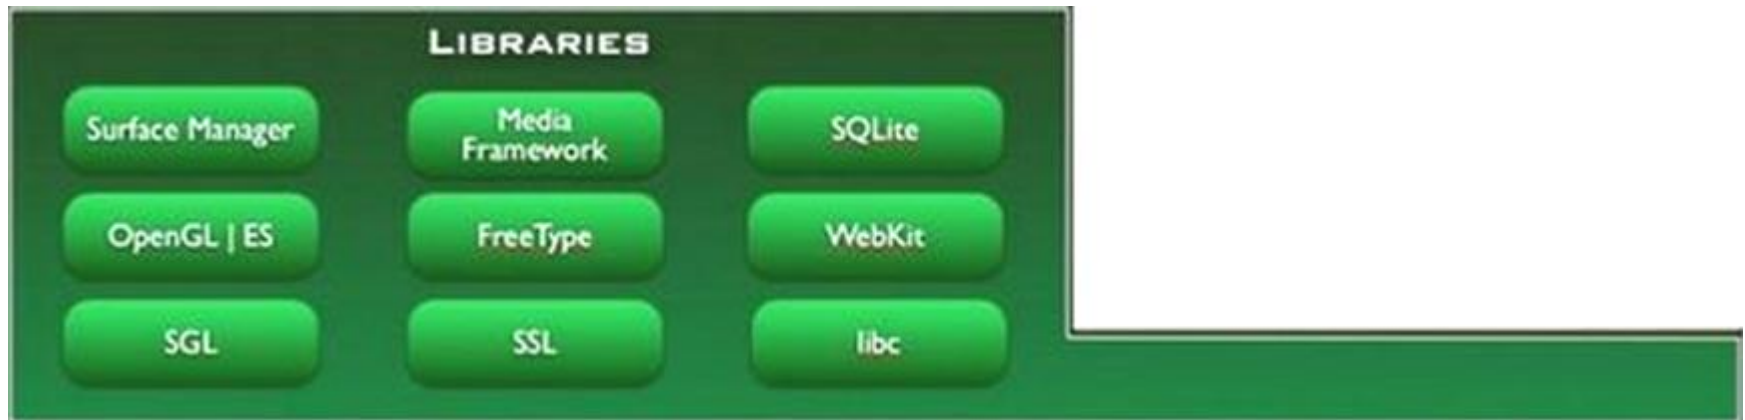 LIBRARIES
Surface Manager
Media
Framework
SQLite
OpenGL | ES
FreeType
WebKit
SGL
SSL
libc